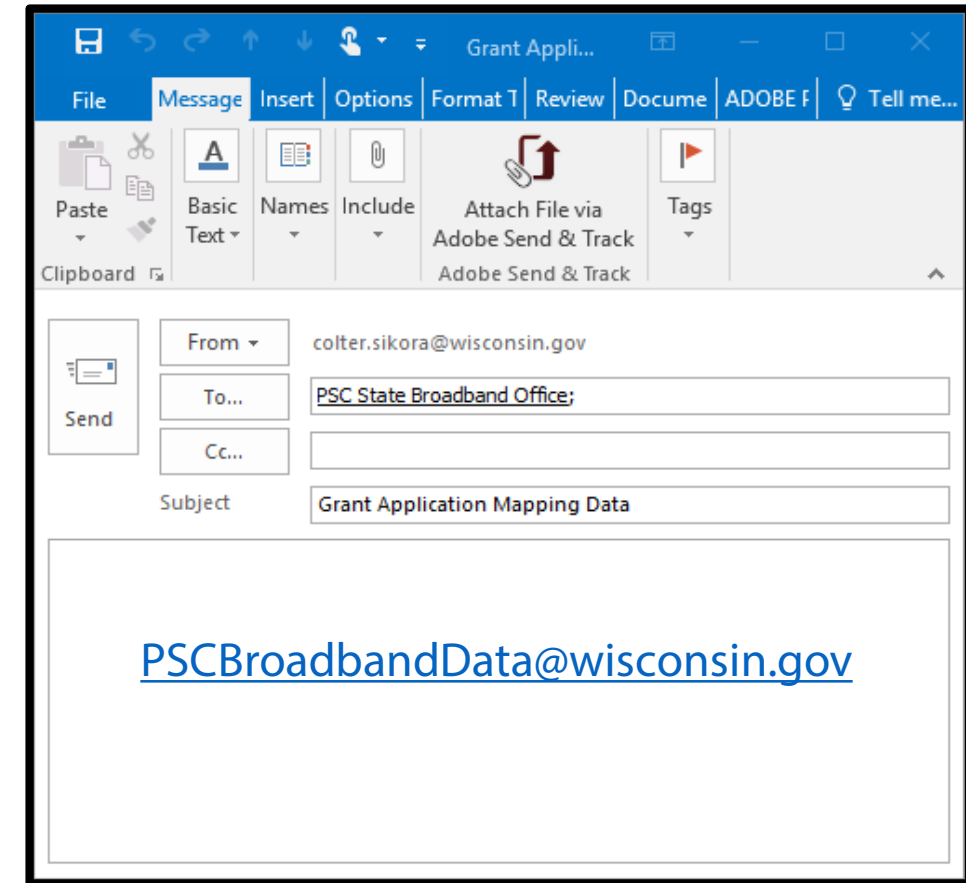 Grant Appli...
File Message Insert Options Format T Review Docume ADOBE F Tell me...
Paste Basic Text Names Include Attach File via Adobe Send & Track Tags
Clipboard Adobe Send & Track
From colter.sikora@wisconsin.gov
To... PSC State Broadband Office;
Send
Cc...
Subject Grant Application Mapping Data
PSCBroadbandData@wisconsin.gov